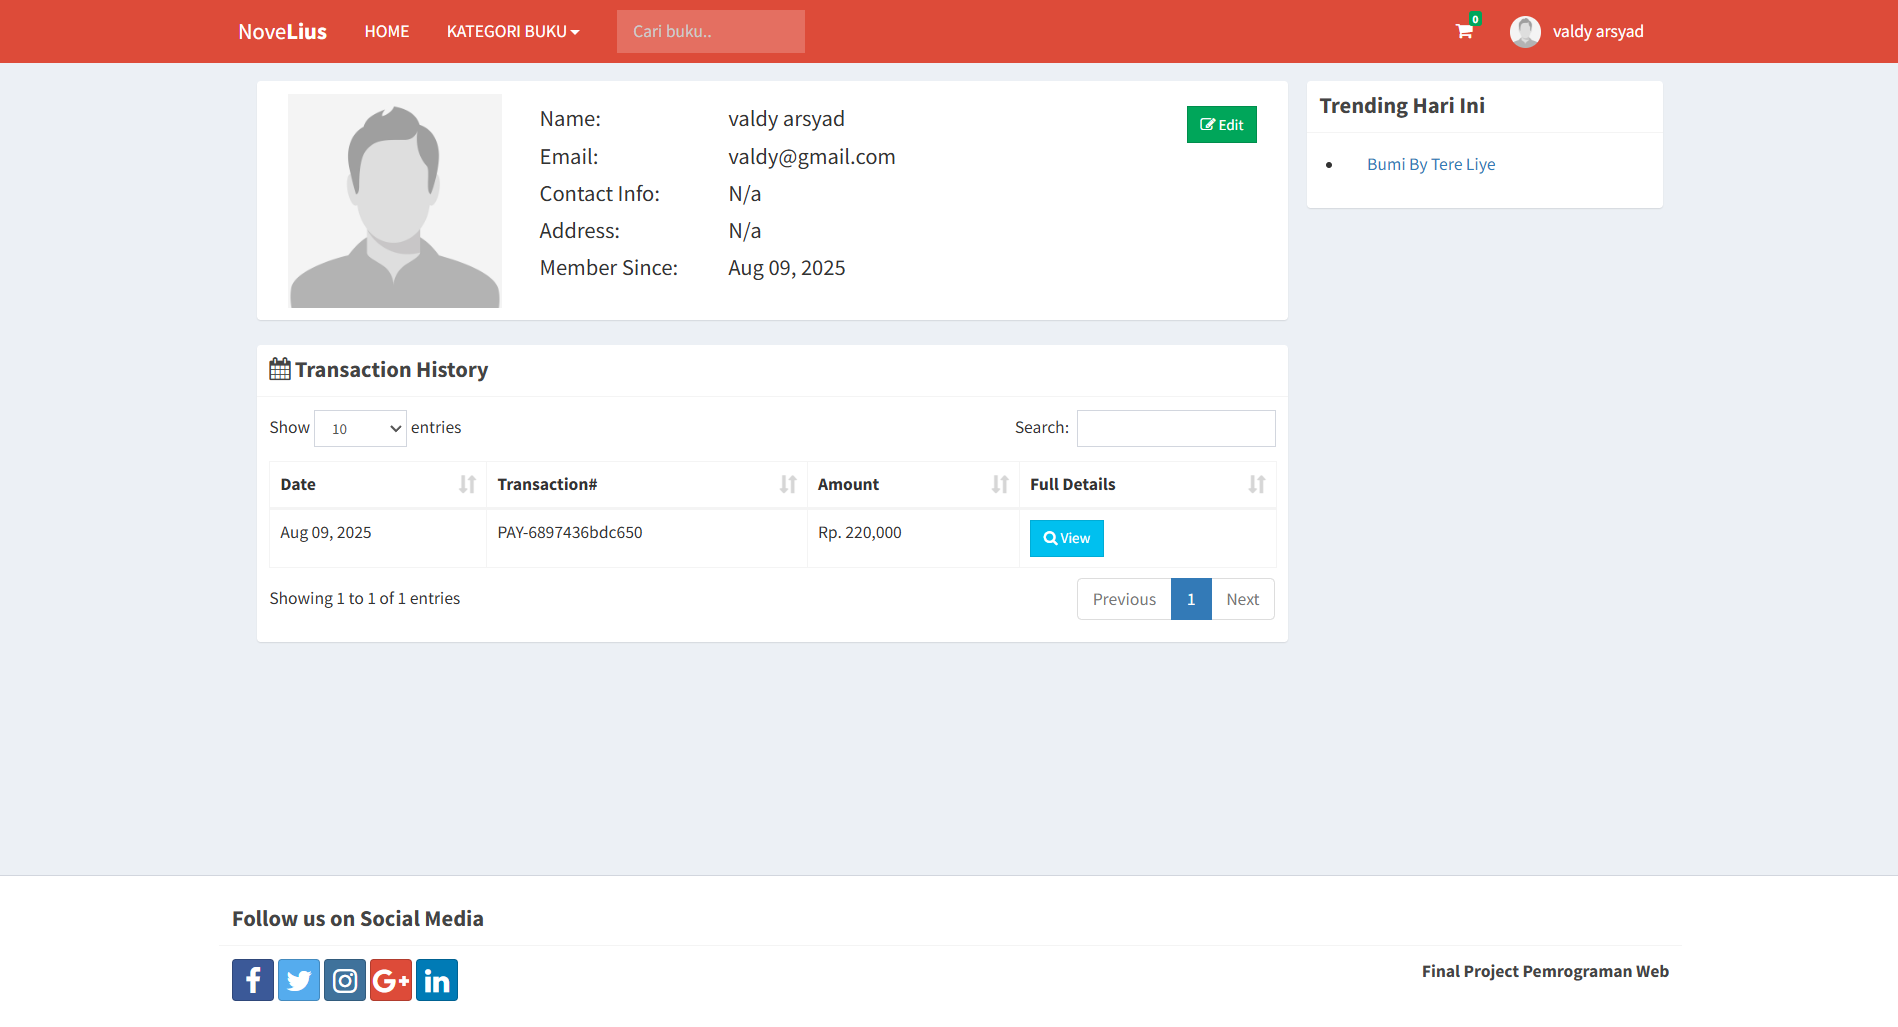 NoveLius HOME KATEGORI BUKU Cari buku.. 0 valdy arsyad
Name: valdy arsyad
Email: valdy@gmail.com
Contact Info: N/a
Address: N/a
Member Since: Aug 09, 2025
Edit
Trending Hari Ini
Bumi By Tere Liye
Transaction History
Show 10 entries Search:
Date Transaction# Amount Full Details
Aug 09, 2025 PAY-6897436bdc650 Rp. 220,000 View
Showing 1 to 1 of 1 entries Previous 1 Next
Follow us on Social Media
Final Project Pemrograman Web